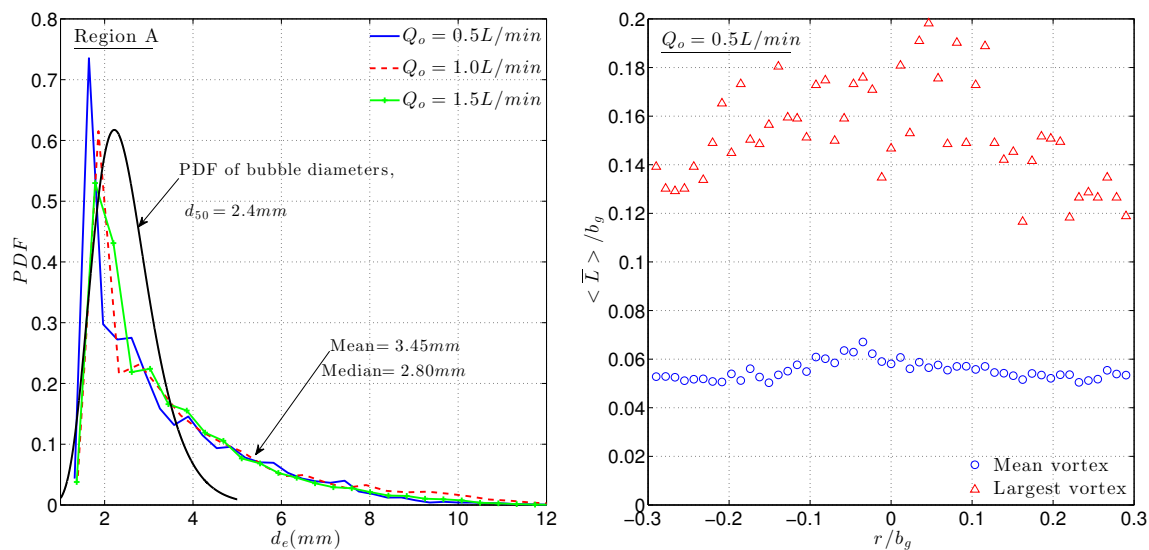 Region A
Q_o = 0.5L/min
Q_o = 1.0L/min
Q_o = 1.5L/min
PDF of bubble diameters,
d_50 = 2.4mm
Mean= 3.45mm
Median= 2.80mm
0.8
0.7
0.6
0.5
0.4
0.3
0.2
0.1
0
PDF
2
4
6
8
10
12
d_e(mm)
Q_o = 0.5L/min
0.2
0.18
0.16
0.14
0.12
0.1
0.08
0.06
0.04
0.02
0
< L̅ > /b_g
Mean vortex
Largest vortex
−0.3
−0.2
−0.1
0
0.1
0.2
0.3
r/b_g